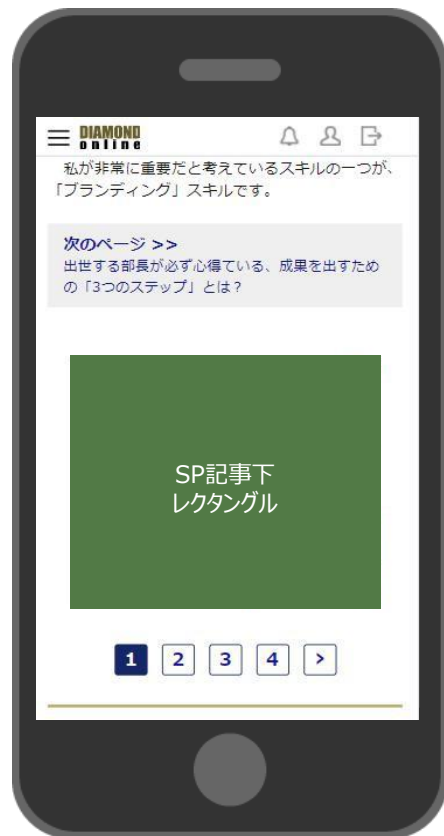 DIAMOND
online
私が非常に重要だと考えているスキルの一つが、
「ブランディング」スキルです。
次のページ >>
出世する部長が必ず心得ている、成果を出すため
の「3つのステップ」とは？
SP記事下
レクタングル
1 2 3 4 >